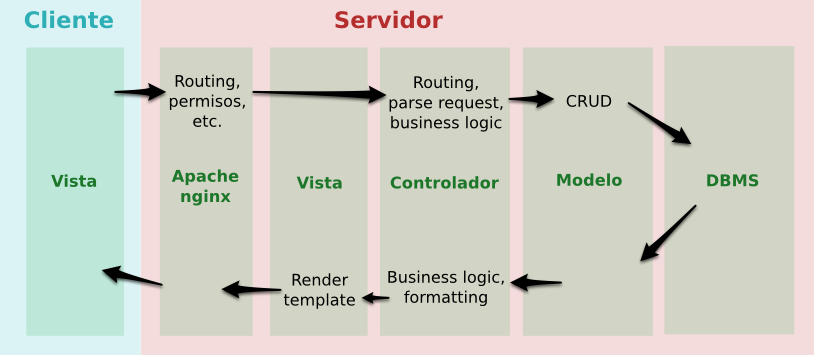 Cliente
Servidor
Routing,
permisos,
etc.
Routing,
parse request,
business logic
CRUD
Vista
Apache
nginx
Vista
Controlador
Modelo
DBMS
Render
template
Business logic,
formatting